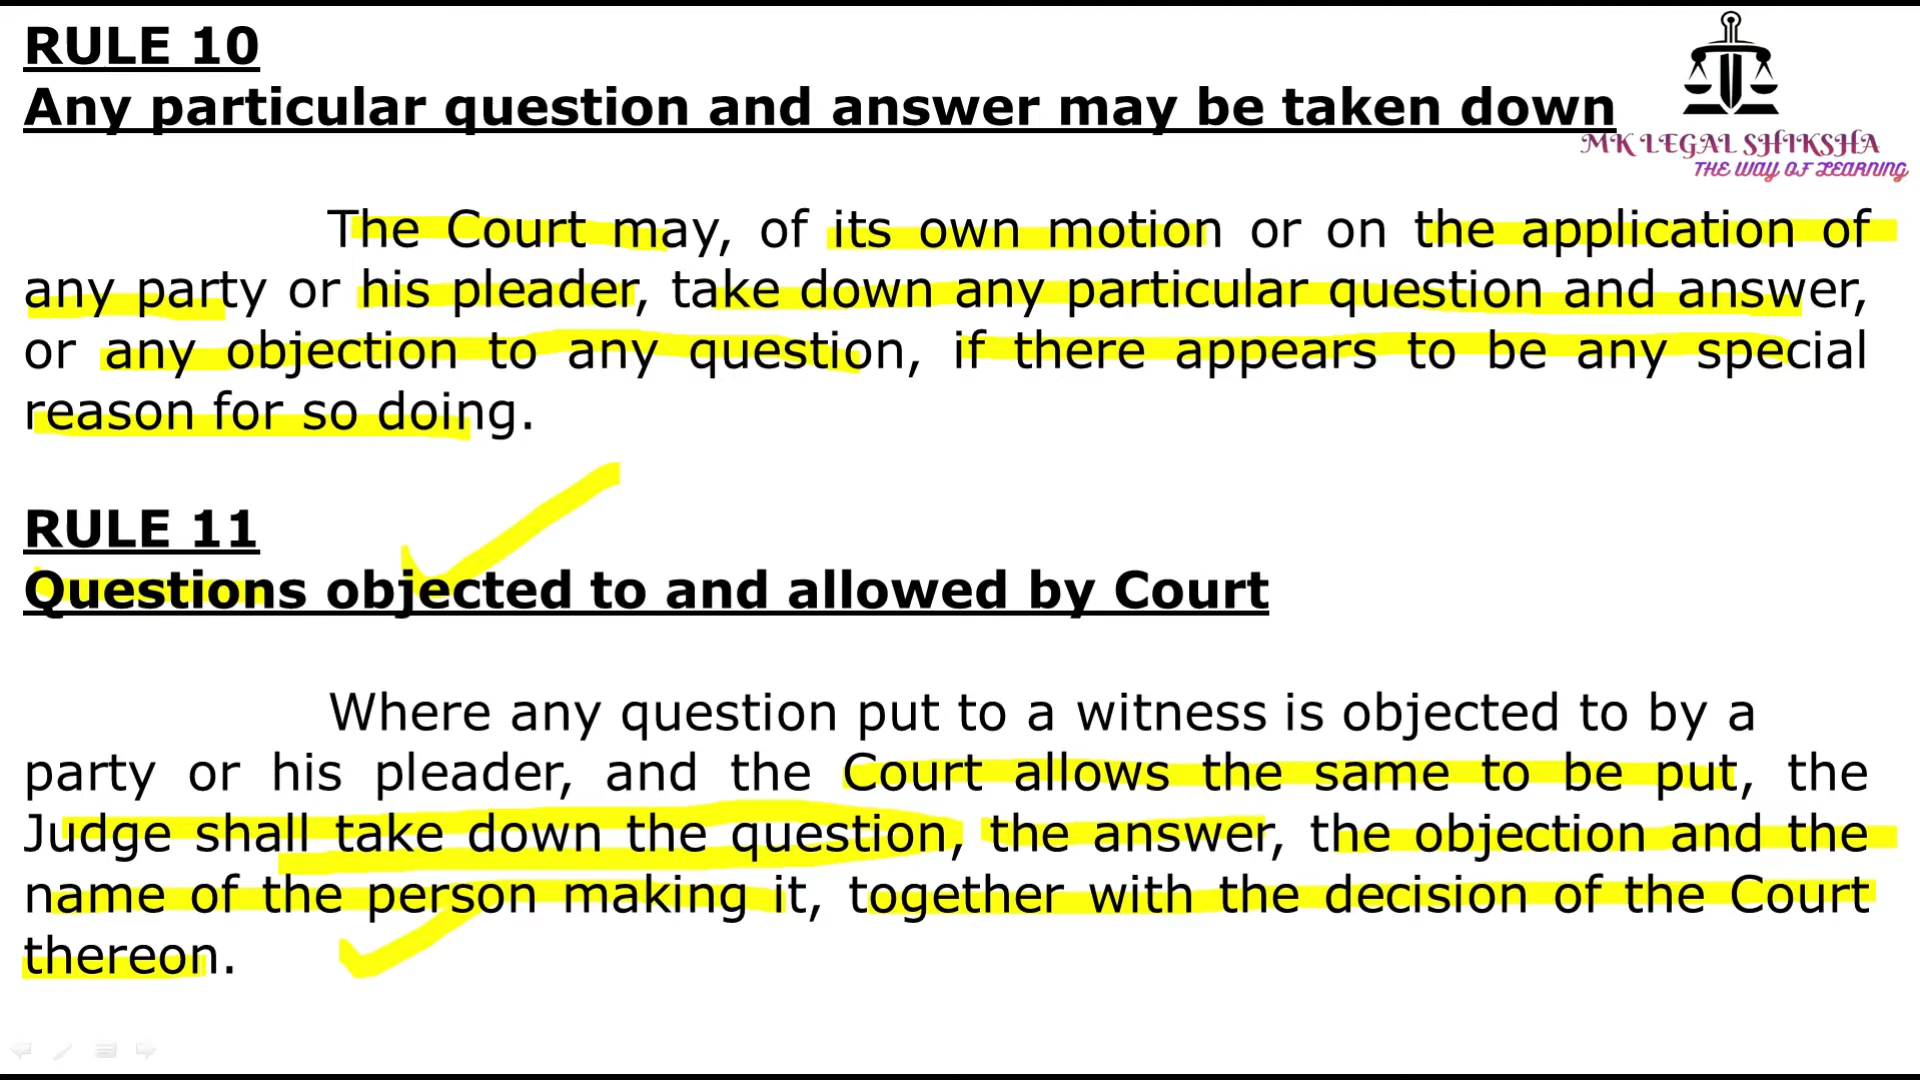 RULE 10
Any particular question and answer may be taken down
MK LEGAL SHIKSHA
THE WAY OF LEARNING
The Court may, of its own motion or on the application of
any party or his pleader, take down any particular question and answer,
or any objection to any question, if there appears to be any special
reason for so doing.
RULE 11
Questions objected to and allowed by Court
Where any question put to a witness is objected to by a
party or his pleader, and the Court allows the same to be put, the
Judge shall take down the question, the answer, the objection and the
name of the person making it, together with the decision of the Court
thereon.